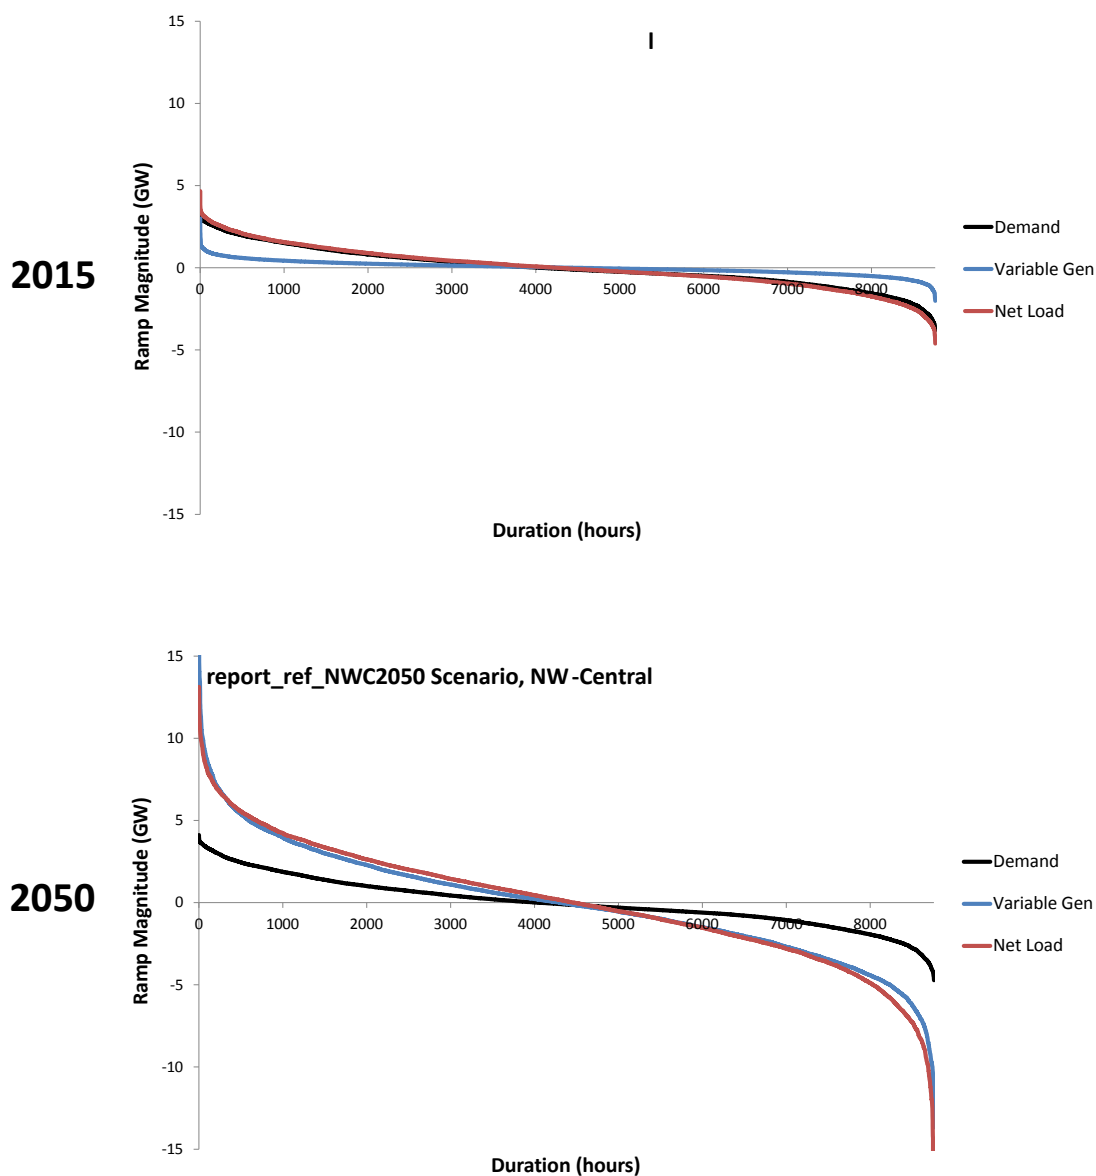 15
I
10
5
0
-5
-10
-15
Ramp Magnitude (GW)
2015
0 1000 2000 3000 4000 5000 6000 7000 8000
Demand
Variable Gen
Net Load
Duration (hours)
15
report_ref_NWC2050 Scenario, NW-Central
10
5
0
-5
-10
-15
Ramp Magnitude (GW)
2050
0 1000 2000 3000 4000 5000 6000 7000 8000
Demand
Variable Gen
Net Load
Duration (hours)